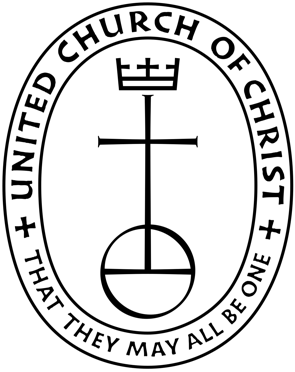 UNITED CHURCH OF CHRIST
THAT THEY MAY ALL BE ONE